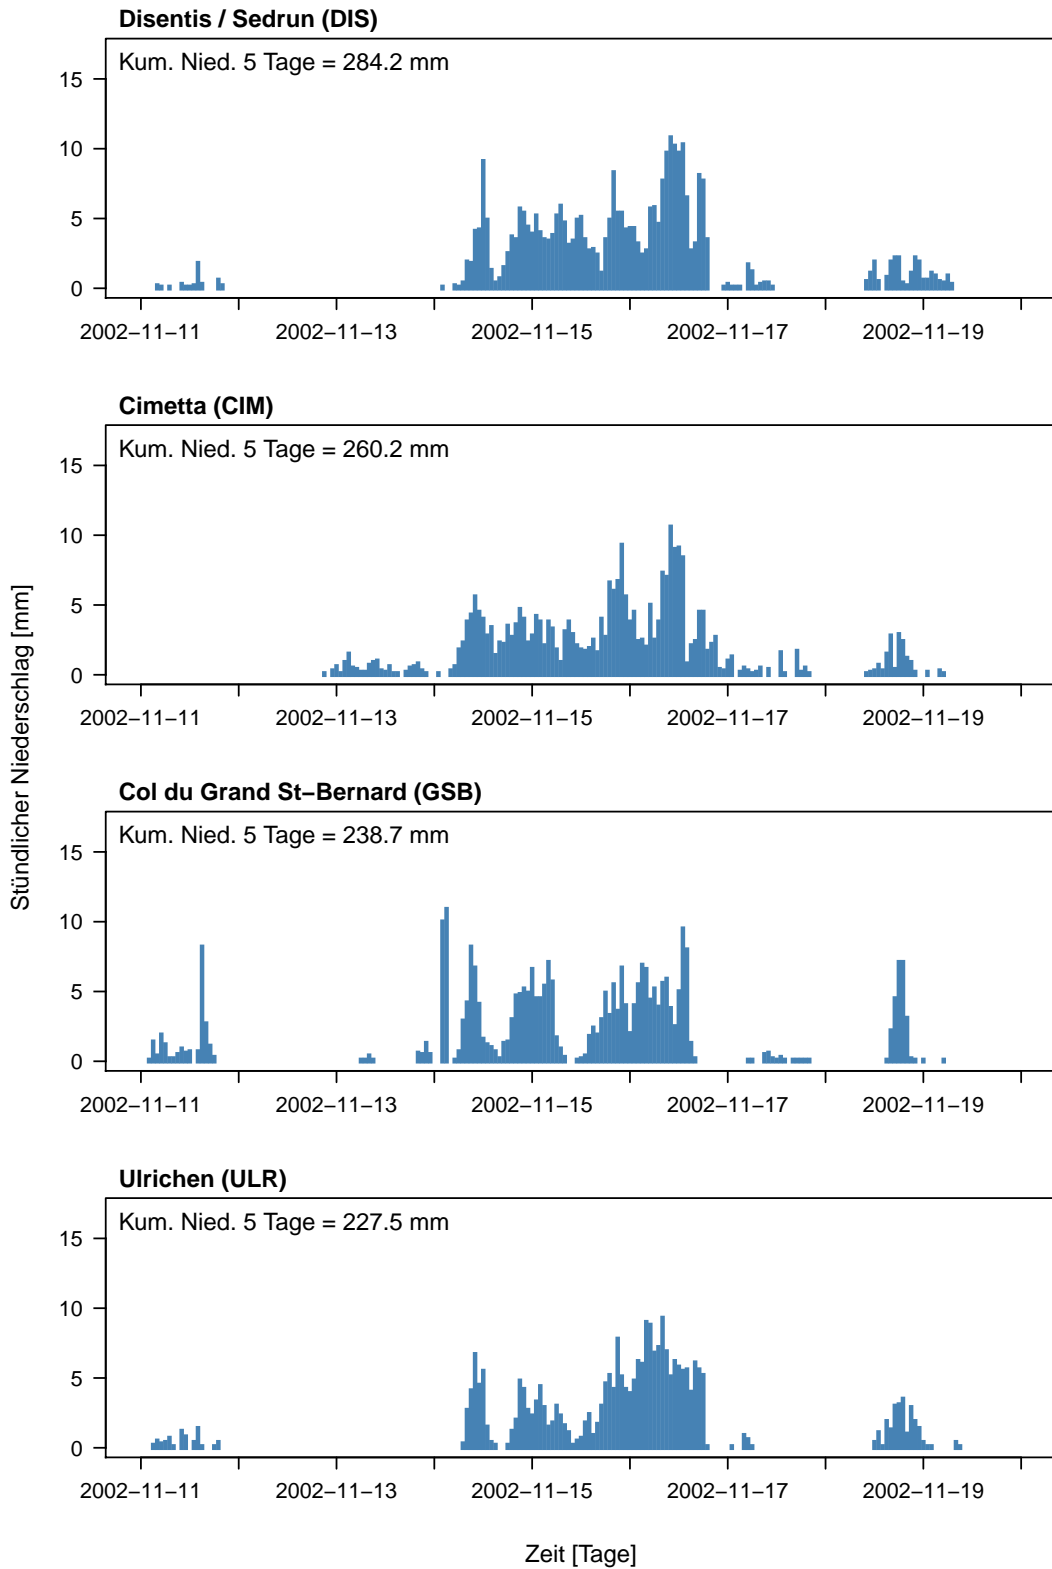 Disentis / Sedrun (DIS)
Kum. Nied. 5 Tage = 284.2 mm
15
10
5
0
2002−11−11 2002−11−13 2002−11−15 2002−11−17 2002−11−19
Cimetta (CIM)
Kum. Nied. 5 Tage = 260.2 mm
15
10
5
0
2002−11−11 2002−11−13 2002−11−15 2002−11−17 2002−11−19
Stündlicher Niederschlag [mm]
Col du Grand St−Bernard (GSB)
Kum. Nied. 5 Tage = 238.7 mm
15
10
5
0
2002−11−11 2002−11−13 2002−11−15 2002−11−17 2002−11−19
Ulrichen (ULR)
Kum. Nied. 5 Tage = 227.5 mm
15
10
5
0
2002−11−11 2002−11−13 2002−11−15 2002−11−17 2002−11−19
Zeit [Tage]